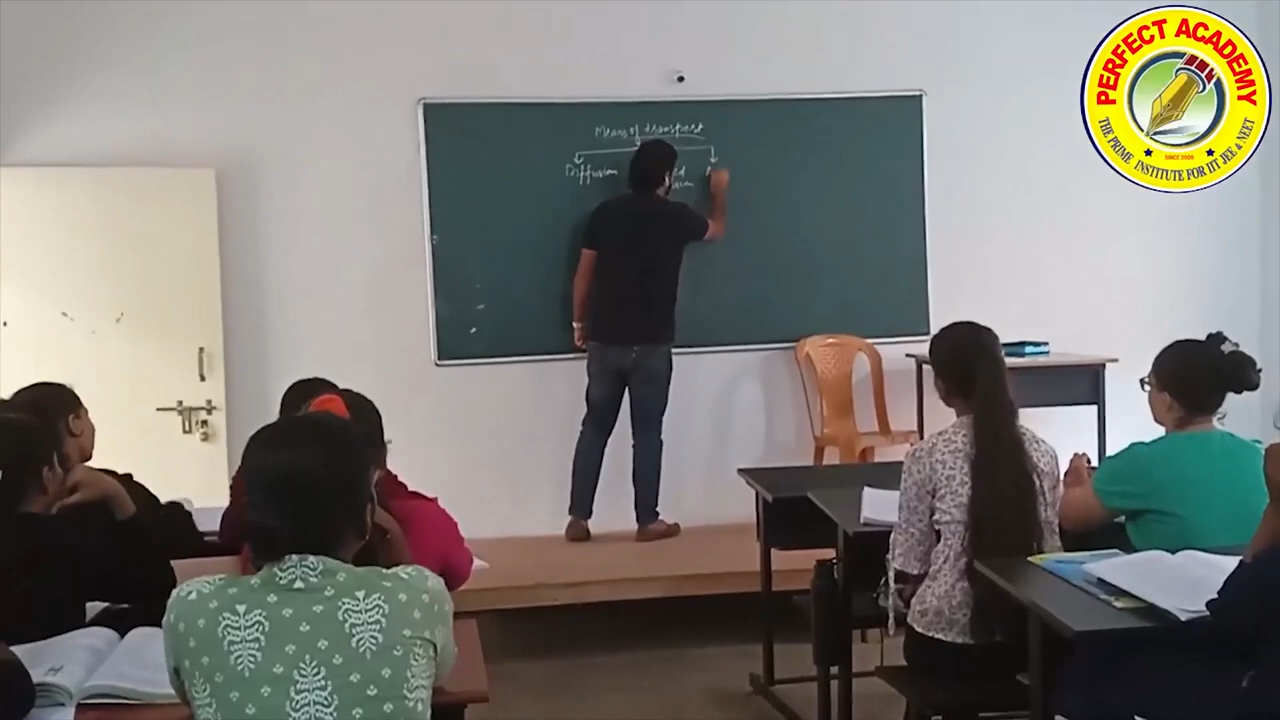 Means of transport
Diffusion
PERFECT ACADEMY
THE PRIME INSTITUTE FOR IIT JEE & NEET
SINCE 2009